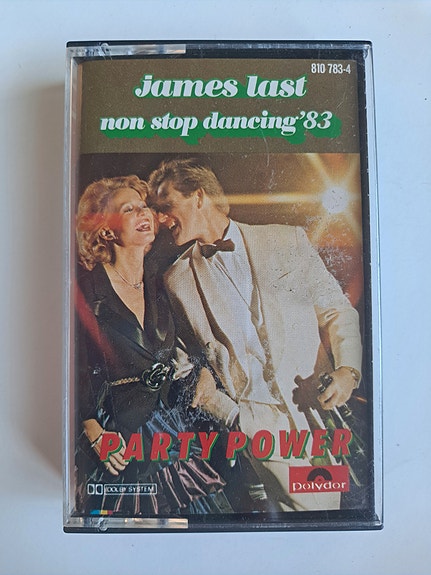 810 783-4
james last
non stop dancing'83
PARTY POWER
DOLBY SYSTEM
polydor